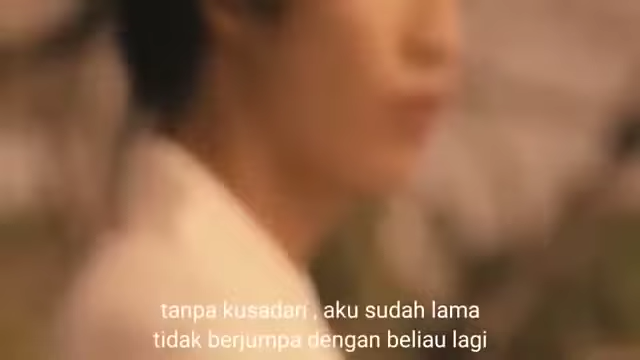 tanpa kusadari , aku sudah lama
tidak berjumpa dengan beliau lagi